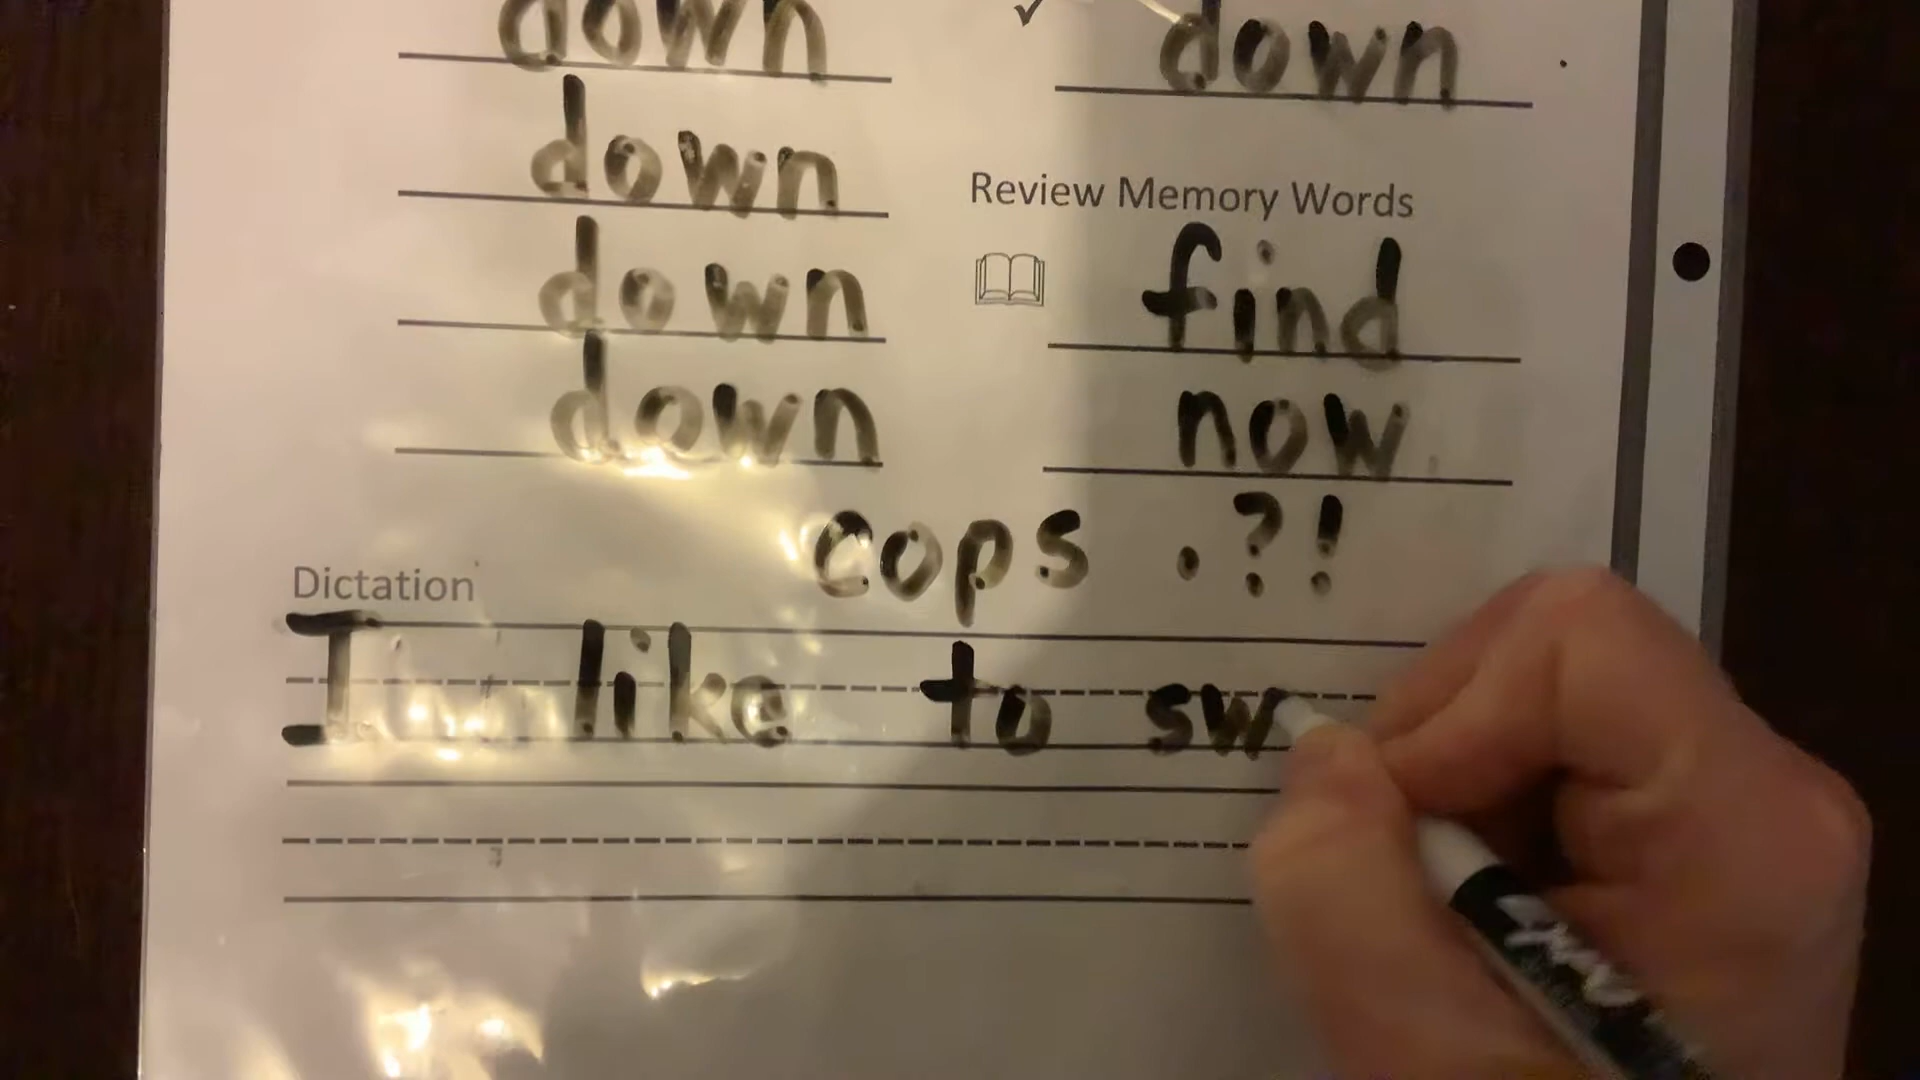 down
down
down
down
down
Review Memory Words
find
now
cops .?!
Dictation
I like to sw